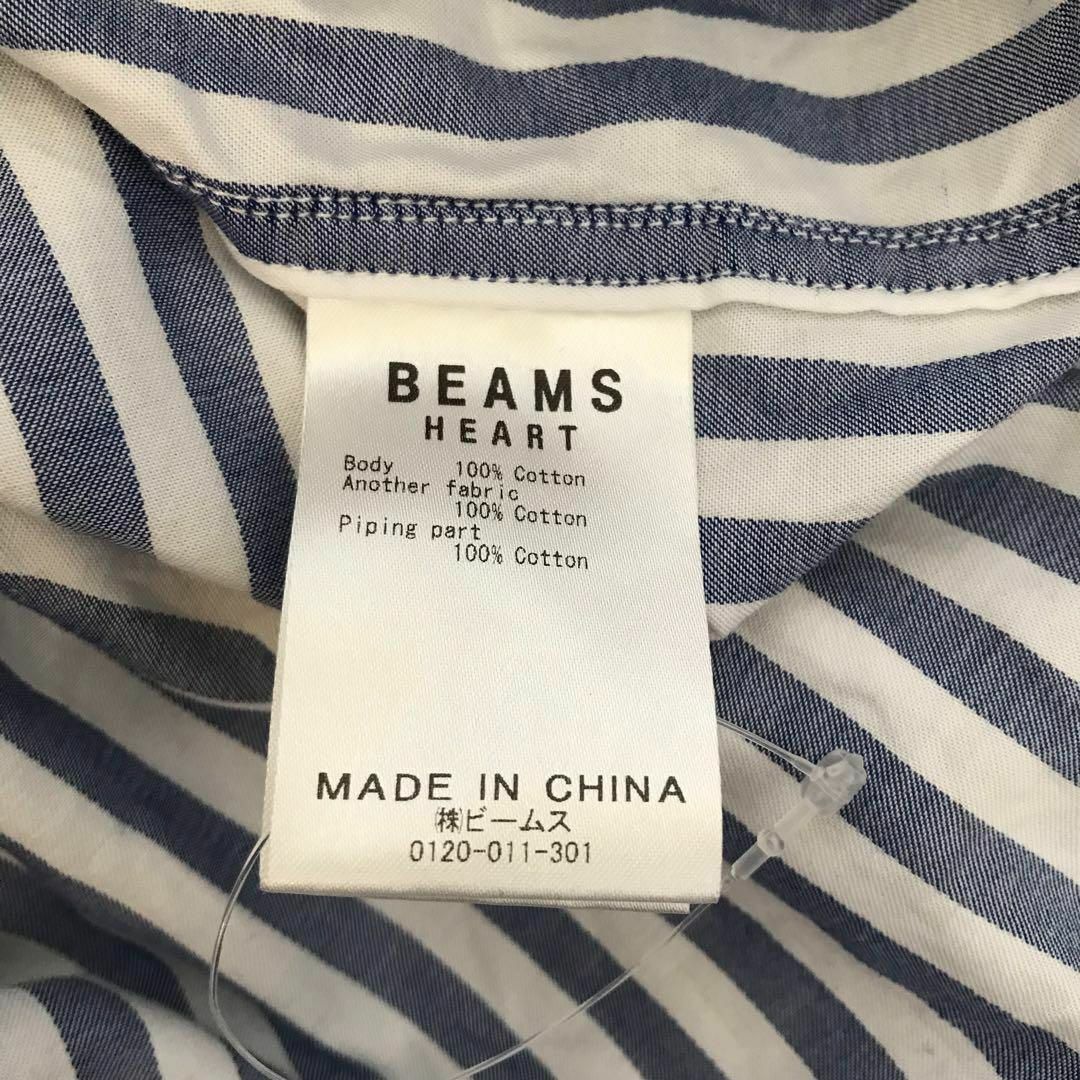 BEAMS
HEART
Body 100% Cotton
Another fabric
100% Cotton
Piping part
100% Cotton
MADE IN CHINA
㈱ビームス
0120-011-301